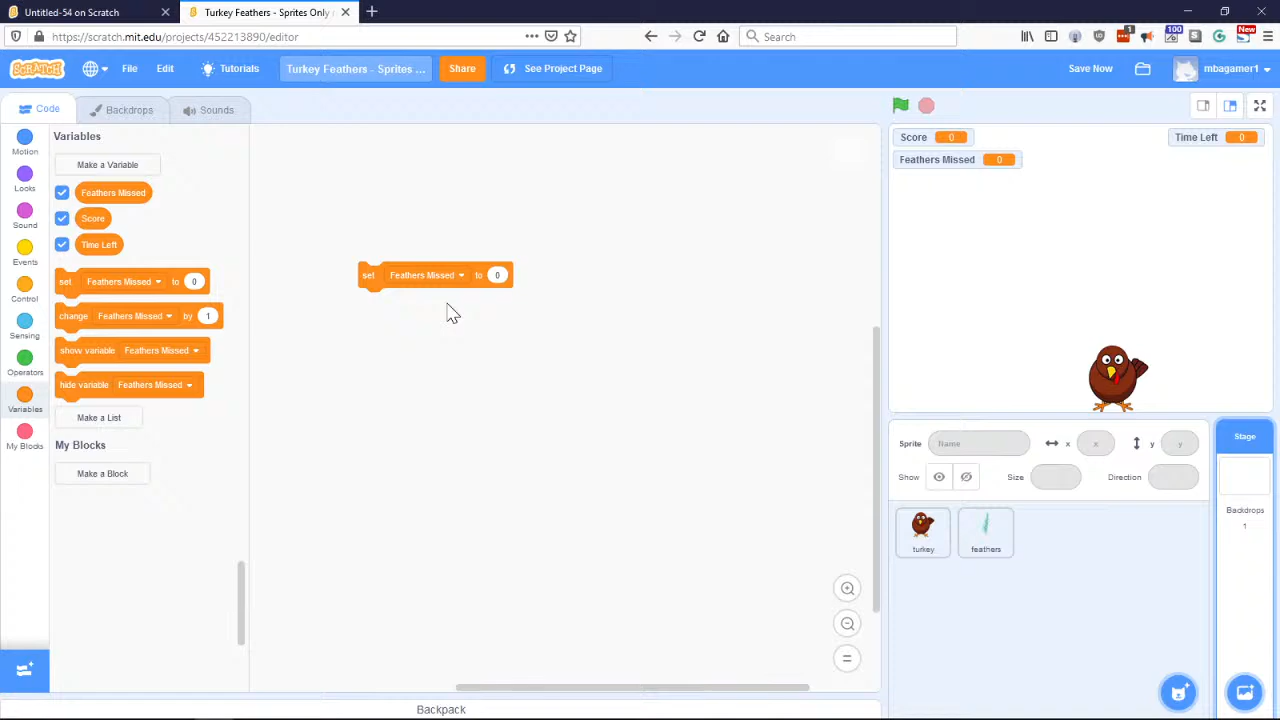 Untitled-54 on Scratch
Turkey Feathers - Sprites Only
https://scratch.mit.edu/projects/452213890/editor
Search
1
100
New
SCRATCH
File
Edit
Tutorials
Turkey Feathers - Sprites ...
Share
See Project Page
Save Now
mbagamer1
Code
Backdrops
Sounds
Motion
Looks
Sound
Events
Control
Sensing
Operators
Variables
My Blocks
Variables
Make a Variable
Feathers Missed
Score
Time Left
set Feathers Missed to 0
change Feathers Missed by 1
show variable Feathers Missed
hide variable Feathers Missed
Make a List
My Blocks
Make a Block
set Feathers Missed to 0
Score 0
Feathers Missed 0
Time Left 0
Sprite Name x x y y
Show Size Direction
turkey
feathers
Stage
Backdrops
1
Backpack